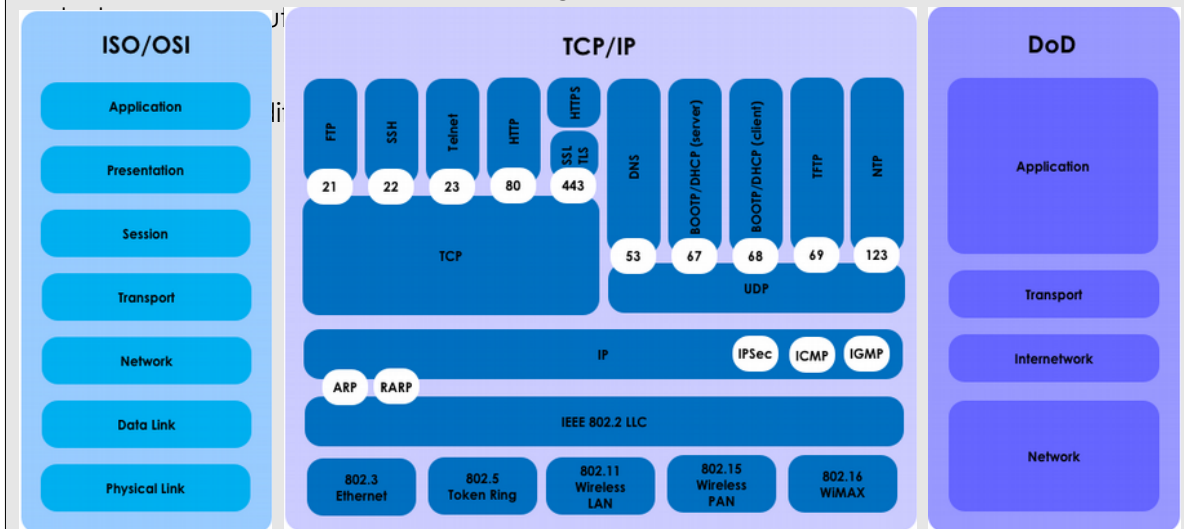 ISO/OSI
Application
Presentation
Session
Transport
Network
Data Link
Physical Link
TCP/IP
FTP
SSH
Telnet
HTTP
HTTPS
SSL
TLS
DNS
BOOTP/DHCP (server)
BOOTP/DHCP (client)
TFTP
NTP
21
22
23
80
443
53
67
68
69
123
TCP
UDP
IP
IPSec
ICMP
IGMP
ARP
RARP
IEEE 802.2 LLC
802.3
Ethernet
802.5
Token Ring
802.11
Wireless
LAN
802.15
Wireless
PAN
802.16
WiMAX
DoD
Application
Transport
Internetwork
Network